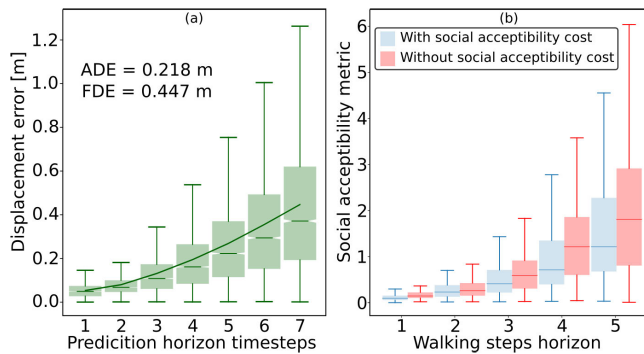 (a)
Displacement error [m]
1.2
1.0
0.8
0.6
0.4
0.2
0.0
ADE = 0.218 m
FDE = 0.447 m
1 2 3 4 5 6 7
Predicition horizon timesteps
(b)
Social acceptibility metric
6
5
4
3
2
1
0
With social acceptibility cost
Without social acceptibility cost
1 2 3 4 5
Walking steps horizon